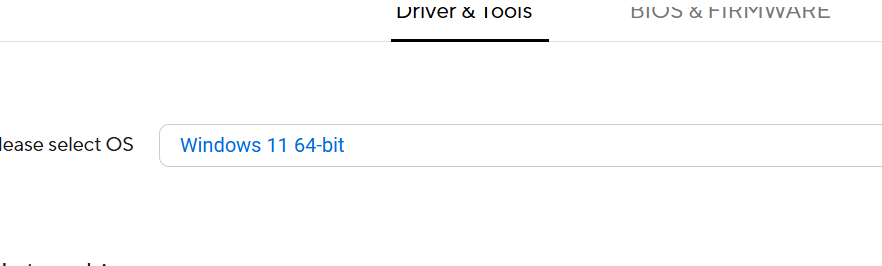 Driver & Tools
BIOS & FIRMWARE
lease select OS
Windows 11 64-bit